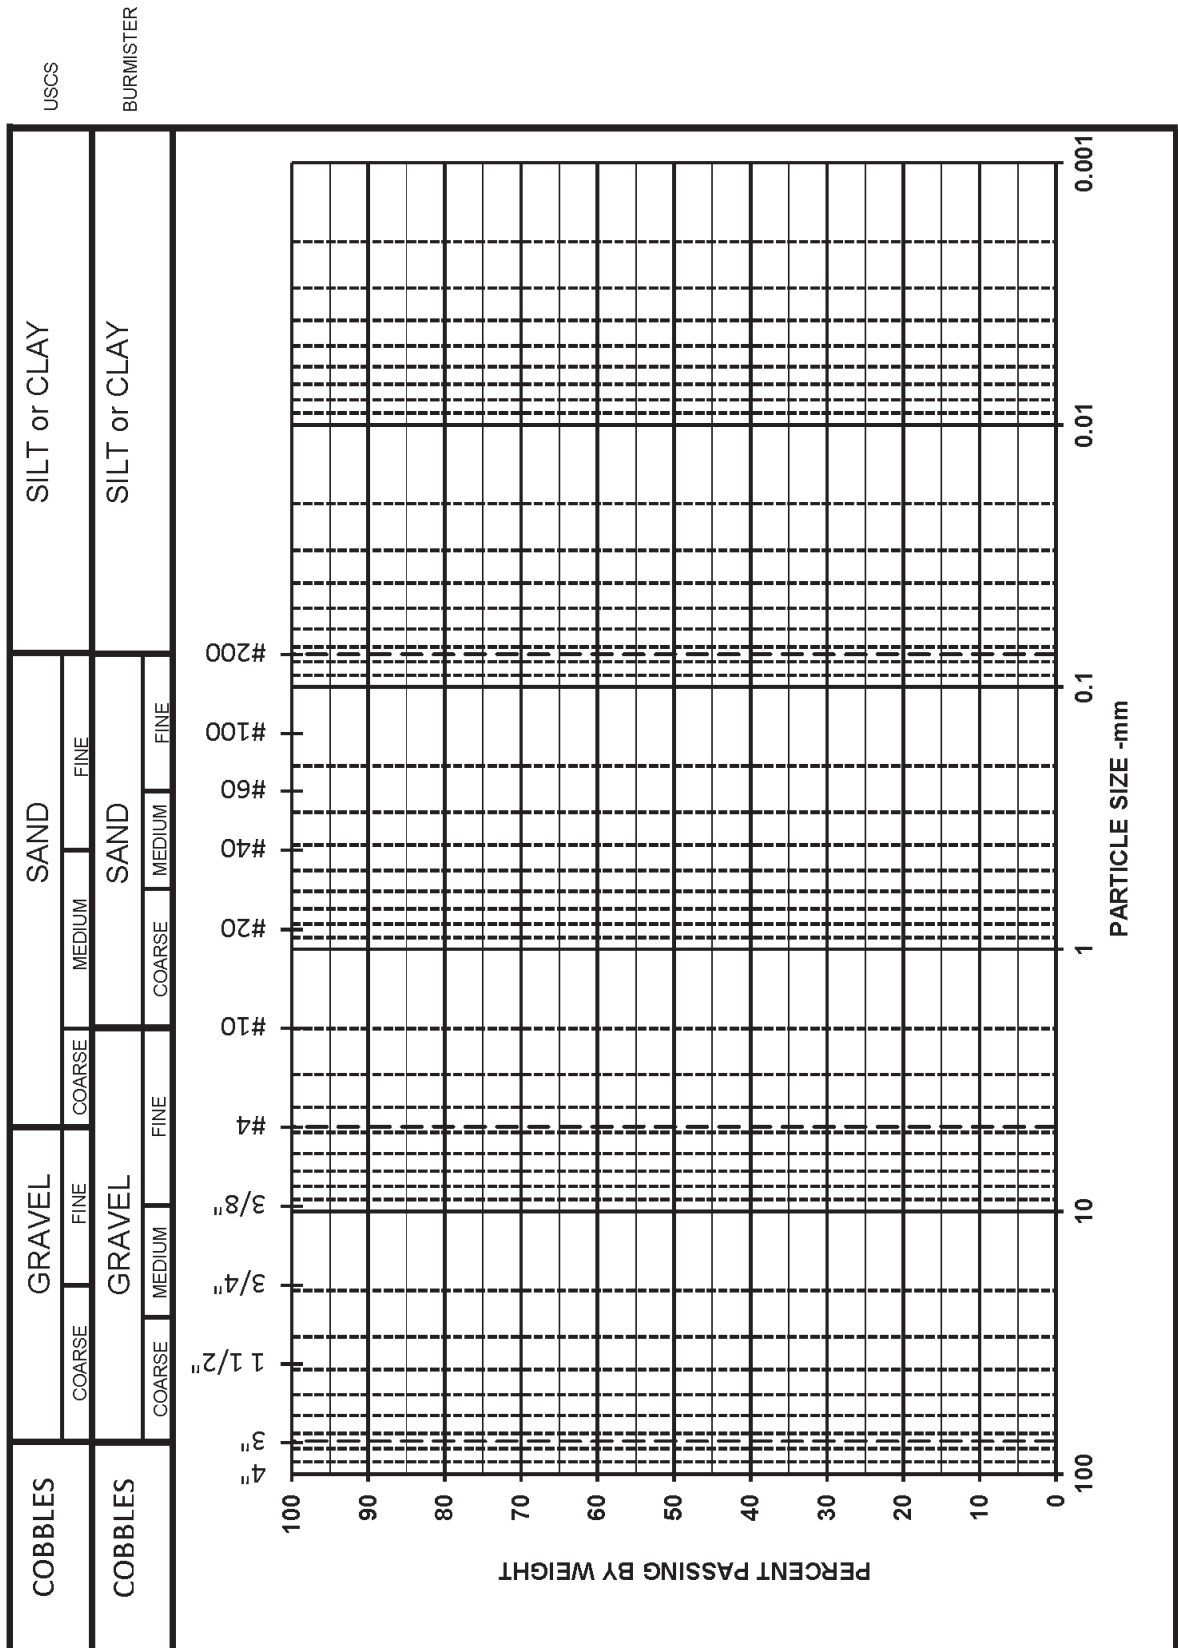 COBBLES GRAVEL SAND SILT or CLAY USCS
COARSE FINE COARSE MEDIUM FINE
COBBLES GRAVEL SAND SILT or CLAY BURMISTER
COARSE MEDIUM FINE COARSE MEDIUM FINE
4" 3" 1 1/2" 3/4" 3/8" #4 #10 #20 #40 #60 #100 #200
PERCENT PASSING BY WEIGHT
100
90
80
70
60
50
40
30
20
10
0
100 10 1 0.1 0.01 0.001
PARTICLE SIZE -mm